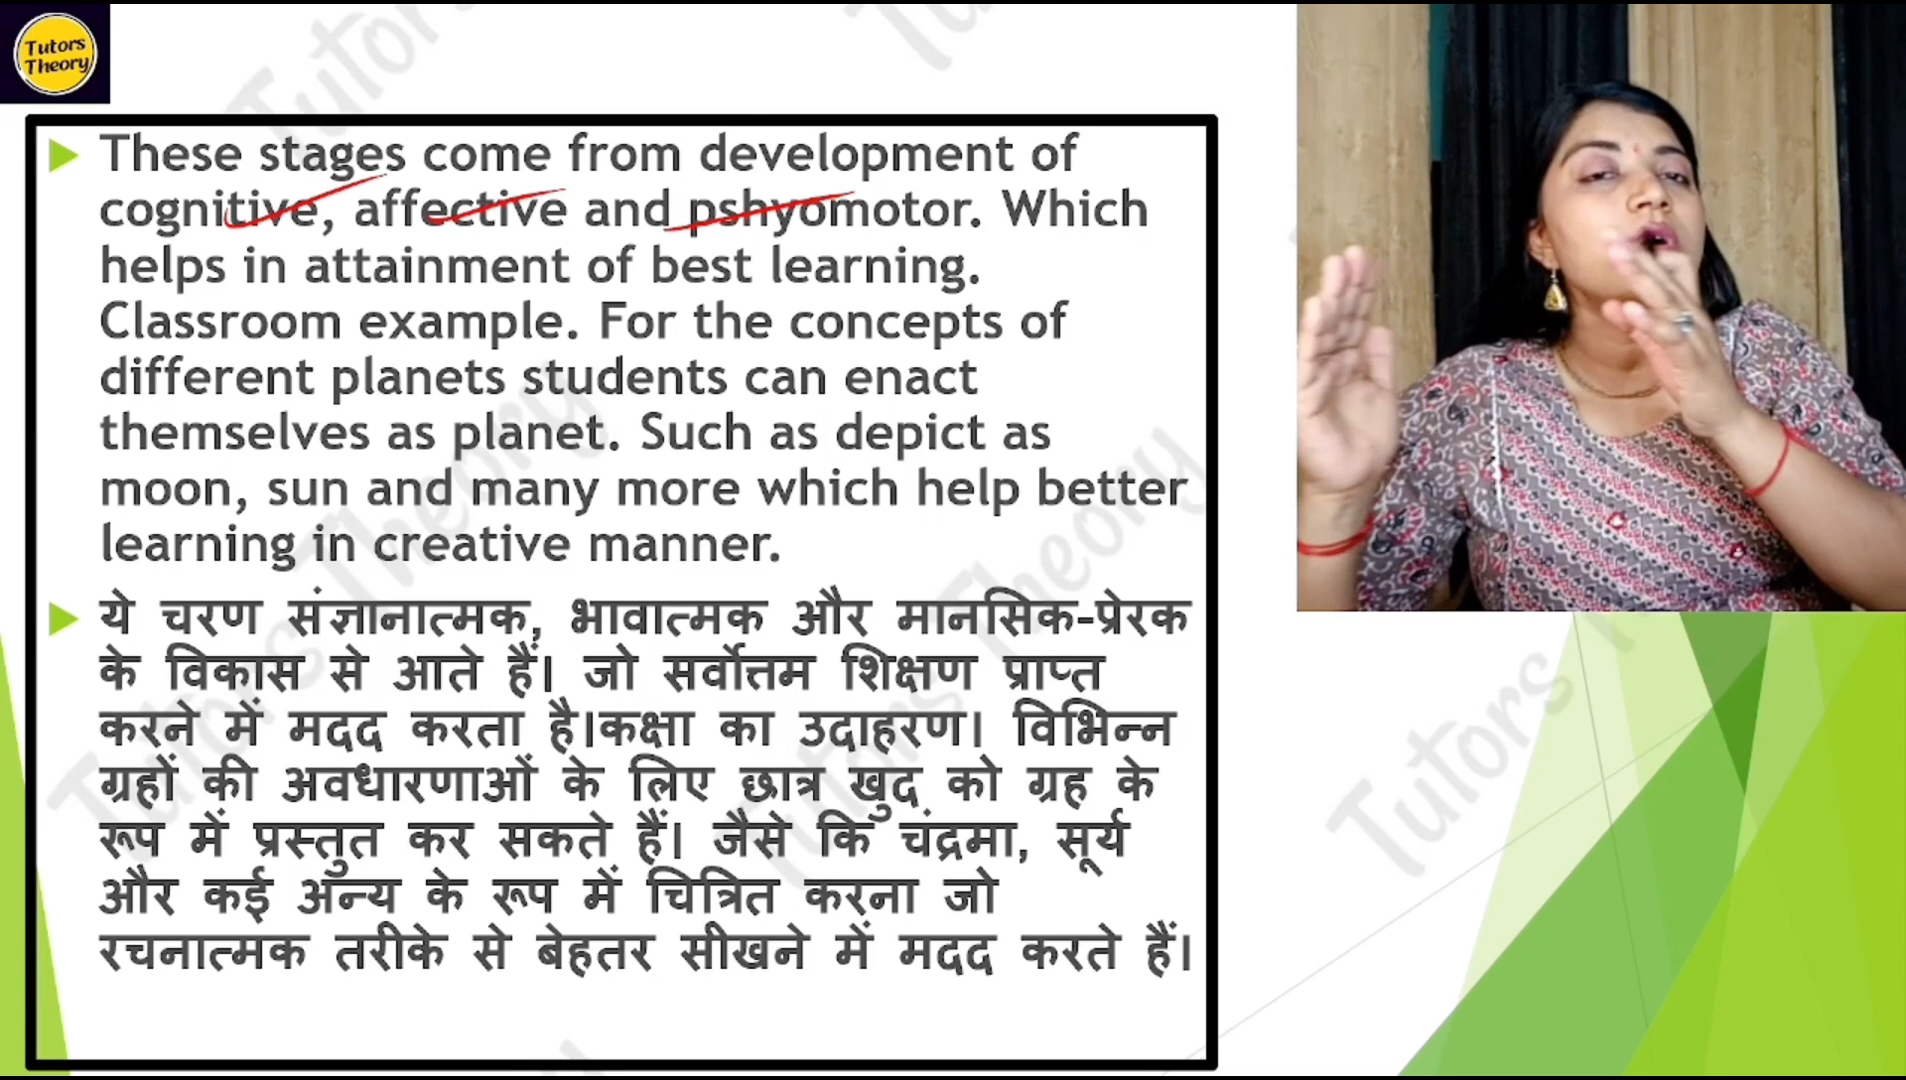 Tutors
Theory
These stages come from development of
cognitive, affective and pshyomotor. Which
helps in attainment of best learning.
Classroom example. For the concepts of
different planets students can enact
themselves as planet. Such as depict as
moon, sun and many more which help better
learning in creative manner.
ये चरण संज्ञानात्मक, भावात्मक और मानसिक-प्रेरक
के विकास से आते हैं। जो सर्वोत्तम शिक्षण प्राप्त
करने में मदद करता है।कक्षा का उदाहरण। विभिन्न
ग्रहों की अवधारणाओं के लिए छात्र खुद को ग्रह के
रूप में प्रस्तुत कर सकते हैं। जैसे कि चंद्रमा, सूर्य
और कई अन्य के रूप में चित्रित करना जो
रचनात्मक तरीके से बेहतर सीखने में मदद करते हैं।